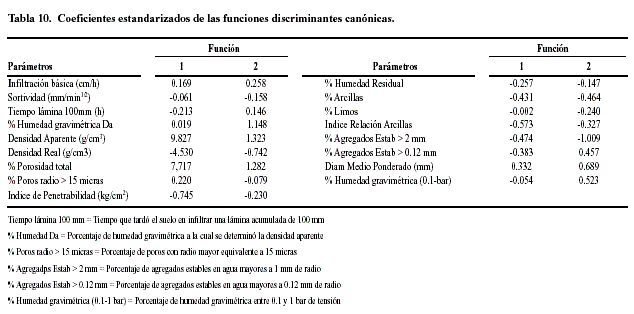 Tabla 10. Coeficientes estandarizados de las funciones discriminantes canónicas.
Función Función
Parámetros 1 2 Parámetros 1 2
Infiltración básica (cm/h) 0.169 0.258 % Humedad Residual -0.257 -0.147
Sortividad (mm/min^1/2) -0.061 -0.158 % Arcillas -0.431 -0.464
Tiempo lámina 100mm (h) -0.213 0.146 % Limos -0.002 -0.240
% Humedad gravimétrica Da 0.019 1.148 Indice Relación Arcillas -0.573 -0.327
Densidad Aparente (g/cm³) 9.827 1.323 % Agregados Estab > 2 mm -0.474 -1.009
Densidad Real (g/cm3) -4.530 -0.742 % Agregados Estab > 0.12 mm -0.383 0.457
% Porosidad total 7,717 1.282 Diam Medio Ponderado (mm) 0.332 0.689
% Poros radio > 15 micras 0.220 -0.079 % Humedad gravimétrica (0.1-bar) -0.054 0.523
Indice de Penetrabilidad (kg/cm²) -0.745 -0.230
Tiempo lámina 100 mm = Tiempo que tardó el suelo en infiltrar una lámina acumulada de 100 mm
% Humedad Da = Porcentaje de humedad gravimétrica a la cual se determinó la densidad aparente
% Poros radio > 15 micras = Porcentaje de poros con radio mayor equivalente a 15 micras
% Agregadps Estab > 2 mm = Porcentaje de agregados estables en agua mayores a 1 mm de radio
% Agregados Estab > 0.12 mm = Porcentaje de agregados estables en agua mayores a 0.12 mm de radio
% Humedad gravimétrica (0.1-1 bar) = Porcentaje de humedad gravimétrica entre 0.1 y 1 bar de tensión